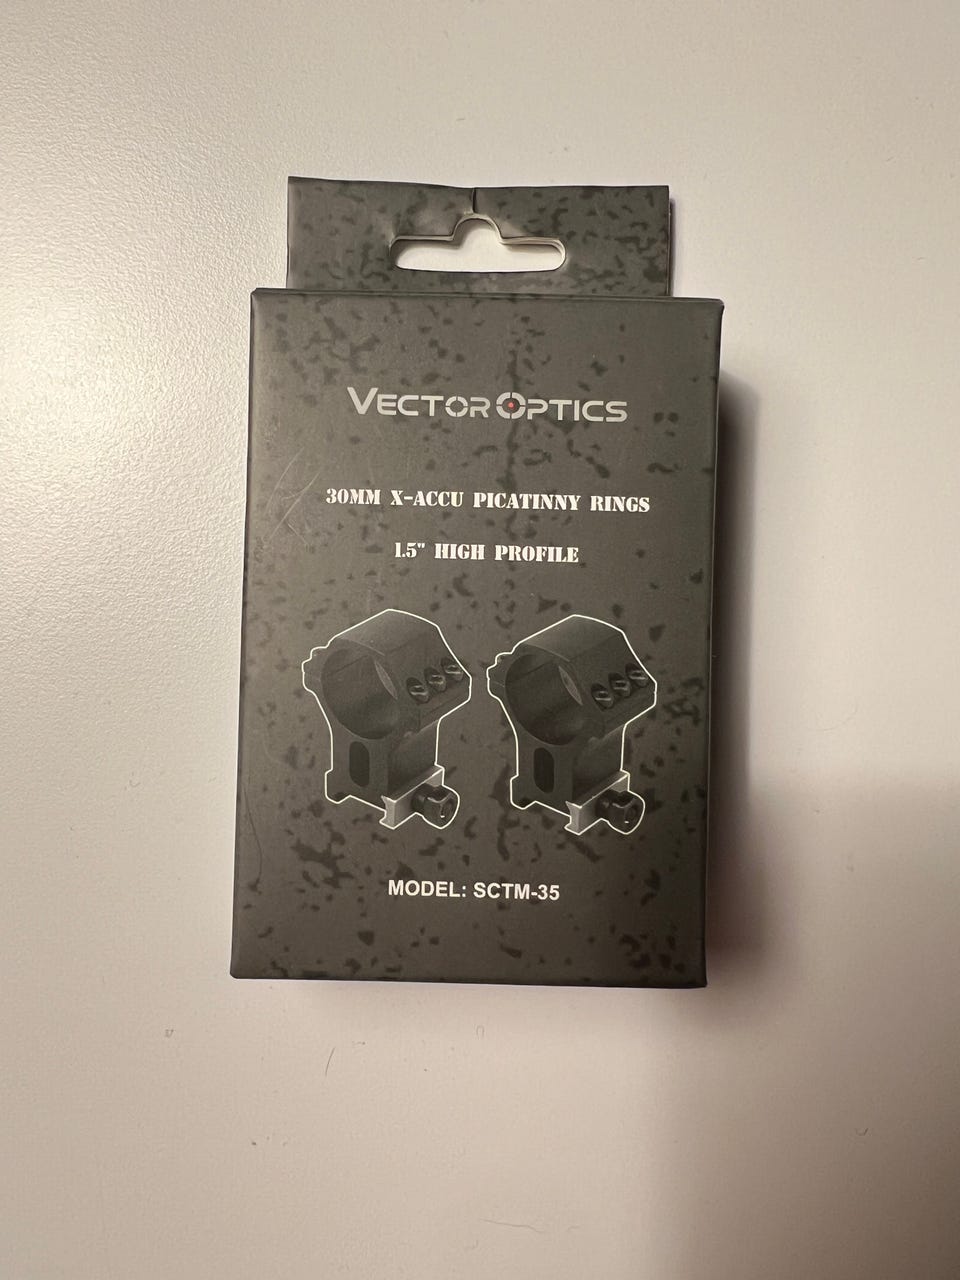 VECTOR OPTICS
30MM X-ACCU PICATINNY RINGS
1.5" HIGH PROFILE
MODEL: SCTM-35